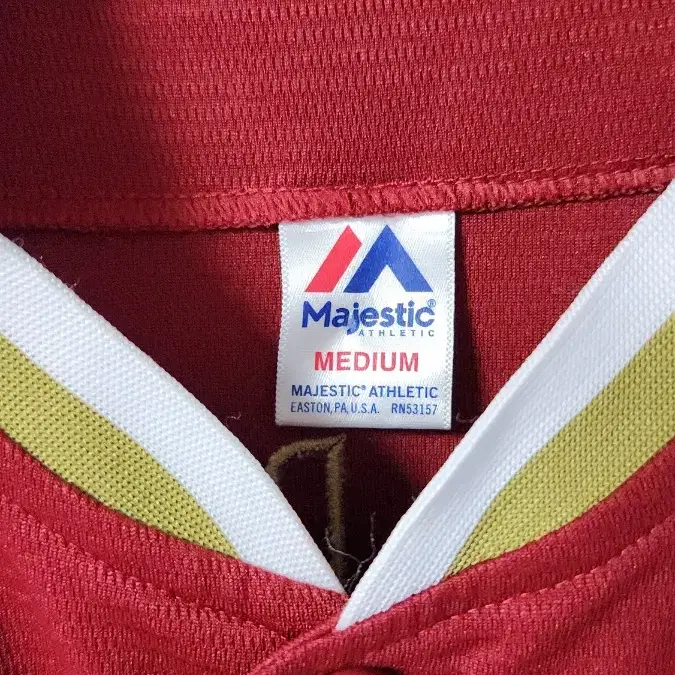 Majestic®
ATHLETIC
MEDIUM
MAJESTIC® ATHLETIC
EASTON, PA, U.S.A. RN53157